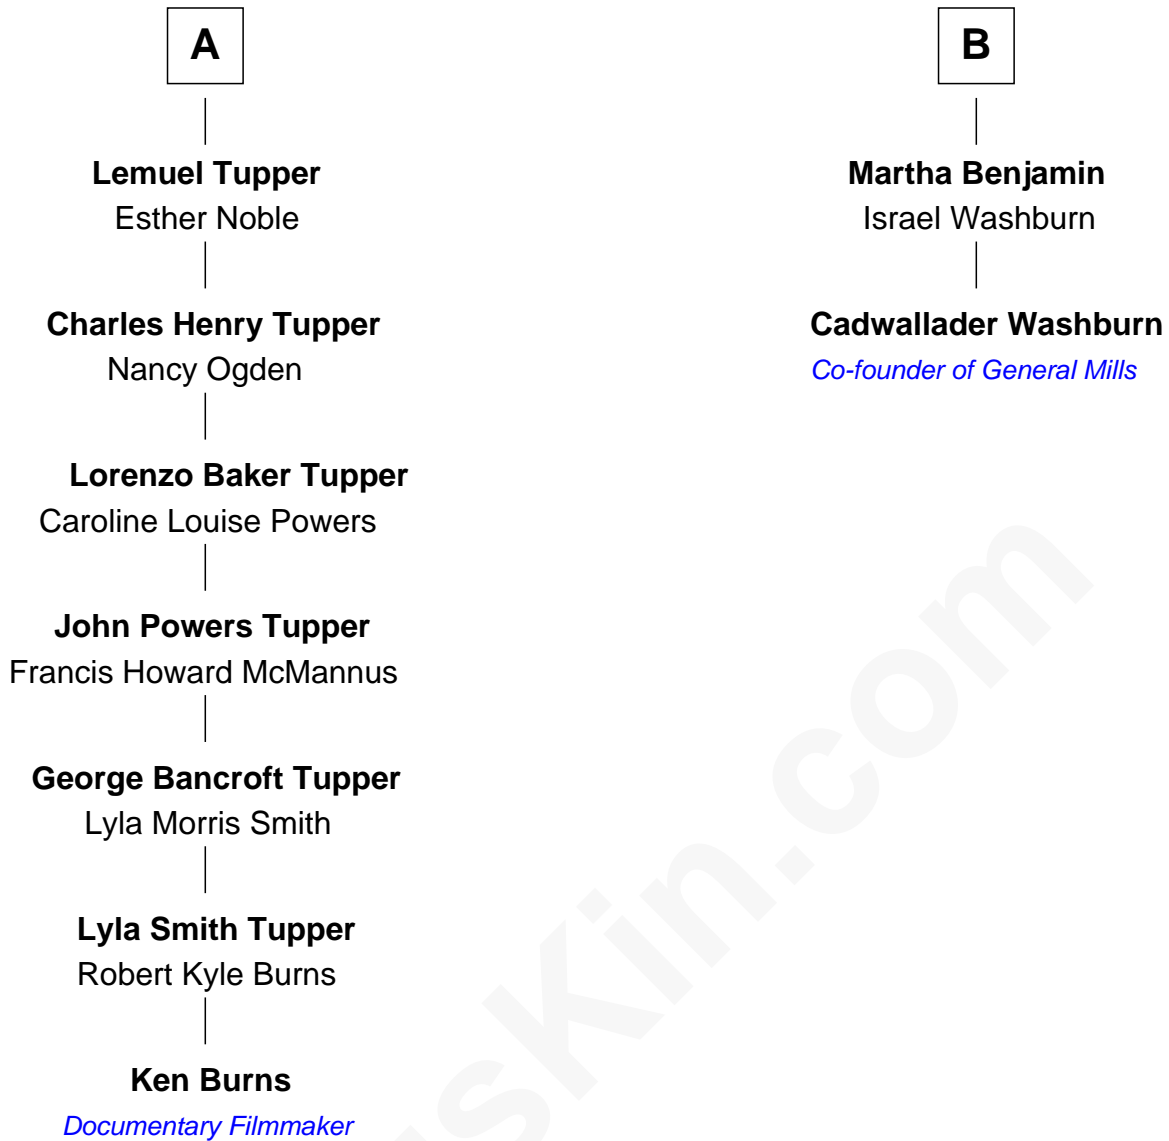 A
Lemuel Tupper
Esther Noble
Charles Henry Tupper
Nancy Ogden
Lorenzo Baker Tupper
Caroline Louise Powers
John Powers Tupper
Francis Howard McMannus
George Bancroft Tupper
Lyla Morris Smith
Lyla Smith Tupper
Robert Kyle Burns
Ken Burns
Documentary Filmmaker
B
Martha Benjamin
Israel Washburn
Cadwallader Washburn
Co-founder of General Mills
usKin.com